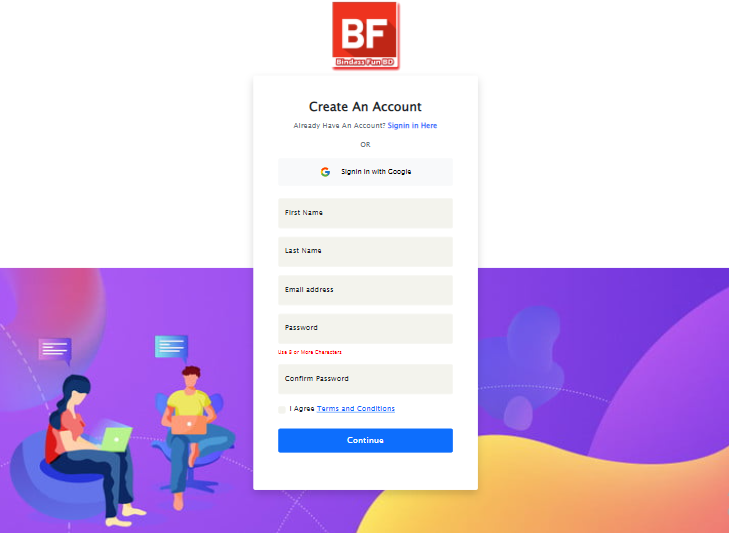 BF
Bindass Fun BD
Create An Account
Already Have An Account? Signin in Here
OR
Signin in with Google
First Name
Last Name
Email address
Password
Use 8 or More Characters
Confirm Password
I Agree Terms and Conditions
Continue